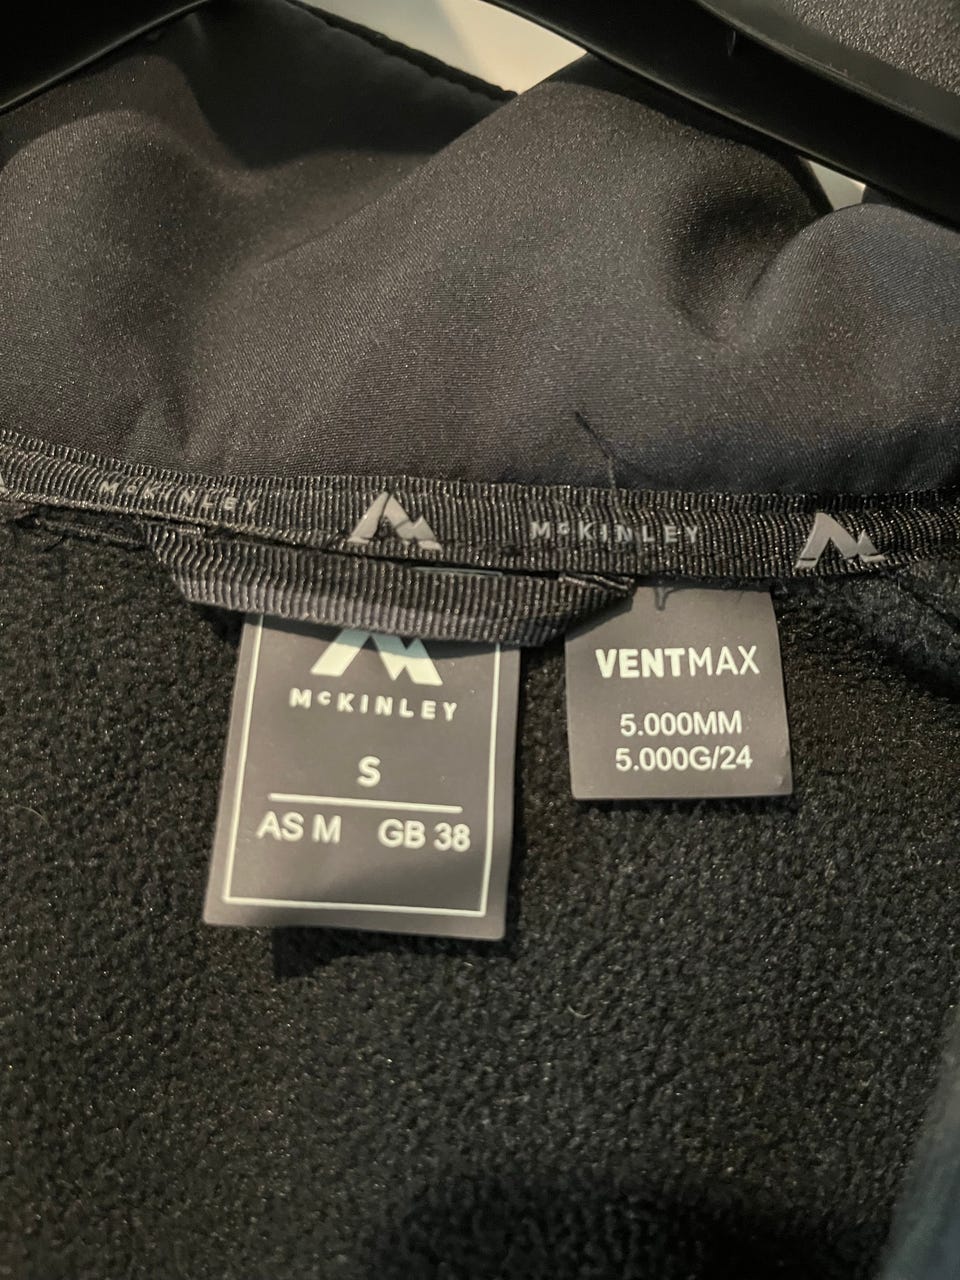 McKINLEY
McKINLEY
McKINLEY
S
AS M GB 38
VENTMAX
5.000MM
5.000G/24